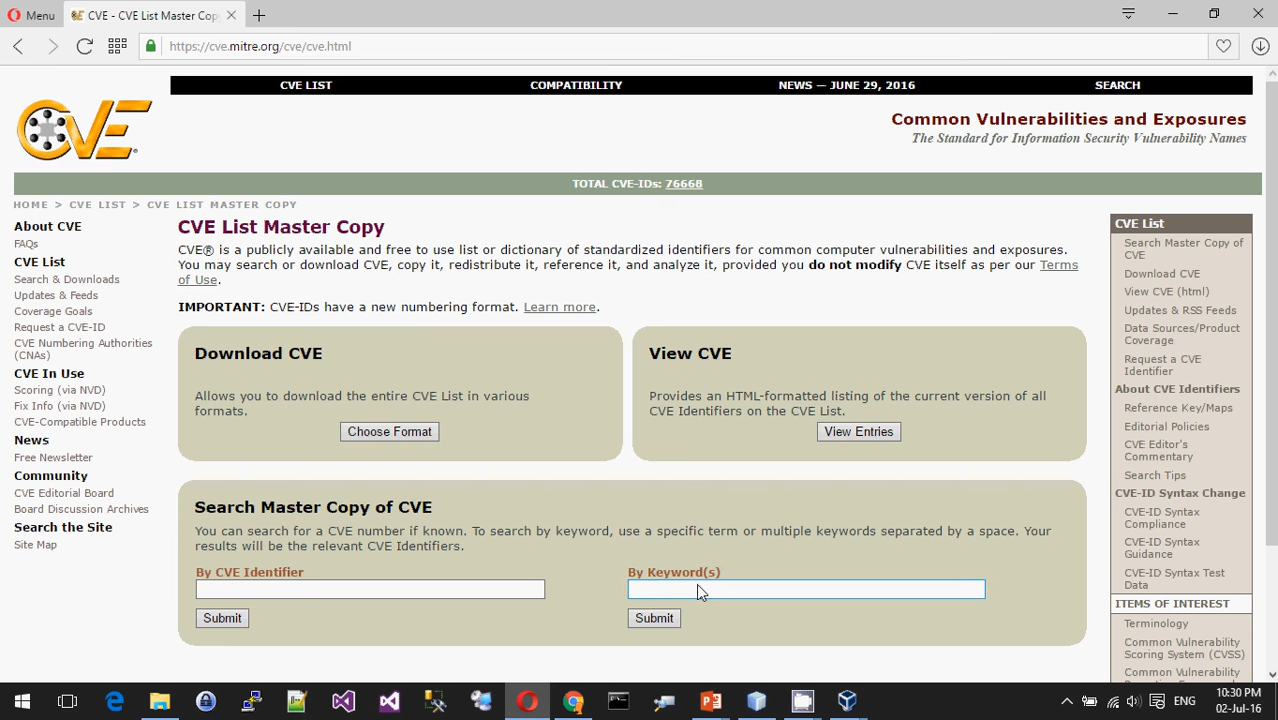 Menu
CVE - CVE List Master Cop
https://cve.mitre.org/cve/cve.html
CVE LIST COMPATIBILITY NEWS — JUNE 29, 2016 SEARCH
CVE
Common Vulnerabilities and Exposures
The Standard for Information Security Vulnerability Names
TOTAL CVE-IDs: 76668
HOME > CVE LIST > CVE LIST MASTER COPY
About CVE
FAQs
CVE List
Search & Downloads
Updates & Feeds
Coverage Goals
Request a CVE-ID
CVE Numbering Authorities
(CNAs)
CVE In Use
Scoring (via NVD)
Fix Info (via NVD)
CVE-Compatible Products
News
Free Newsletter
Community
CVE Editorial Board
Board Discussion Archives
Search the Site
Site Map
CVE List Master Copy
CVE® is a publicly available and free to use list or dictionary of standardized identifiers for common computer vulnerabilities and exposures.
You may search or download CVE, copy it, redistribute it, reference it, and analyze it, provided you do not modify CVE itself as per our Terms
of Use.
IMPORTANT: CVE-IDs have a new numbering format. Learn more.
Download CVE
Allows you to download the entire CVE List in various
formats.
Choose Format
View CVE
Provides an HTML-formatted listing of the current version of all
CVE Identifiers on the CVE List.
View Entries
Search Master Copy of CVE
You can search for a CVE number if known. To search by keyword, use a specific term or multiple keywords separated by a space. Your
results will be the relevant CVE Identifiers.
By CVE Identifier
Submit
By Keyword(s)
Submit
CVE List
Search Master Copy of
CVE
Download CVE
View CVE (html)
Updates & RSS Feeds
Data Sources/Product
Coverage
Request a CVE
Identifier
About CVE Identifiers
Reference Key/Maps
Editorial Policies
CVE Editor's
Commentary
Search Tips
CVE-ID Syntax Change
CVE-ID Syntax
Compliance
CVE-ID Syntax
Guidance
CVE-ID Syntax Test
Data
ITEMS OF INTEREST
Terminology
Common Vulnerability
Scoring System (CVSS)
Common Vulnerability
ENG
10:30 PM
02-Jul-16